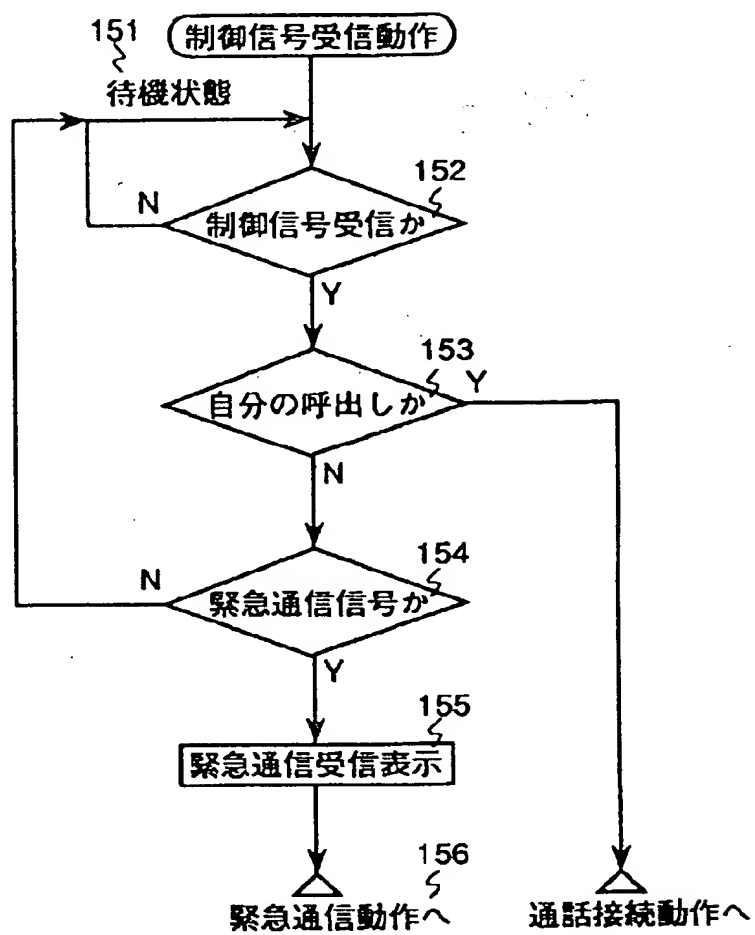 151
制御信号受信動作
待機状態
152
N
制御信号受信か
Y
153
自分の呼出しか
Y
N
154
N
緊急通信信号か
Y
155
緊急通信受信表示
156
緊急通信動作へ
通話接続動作へ